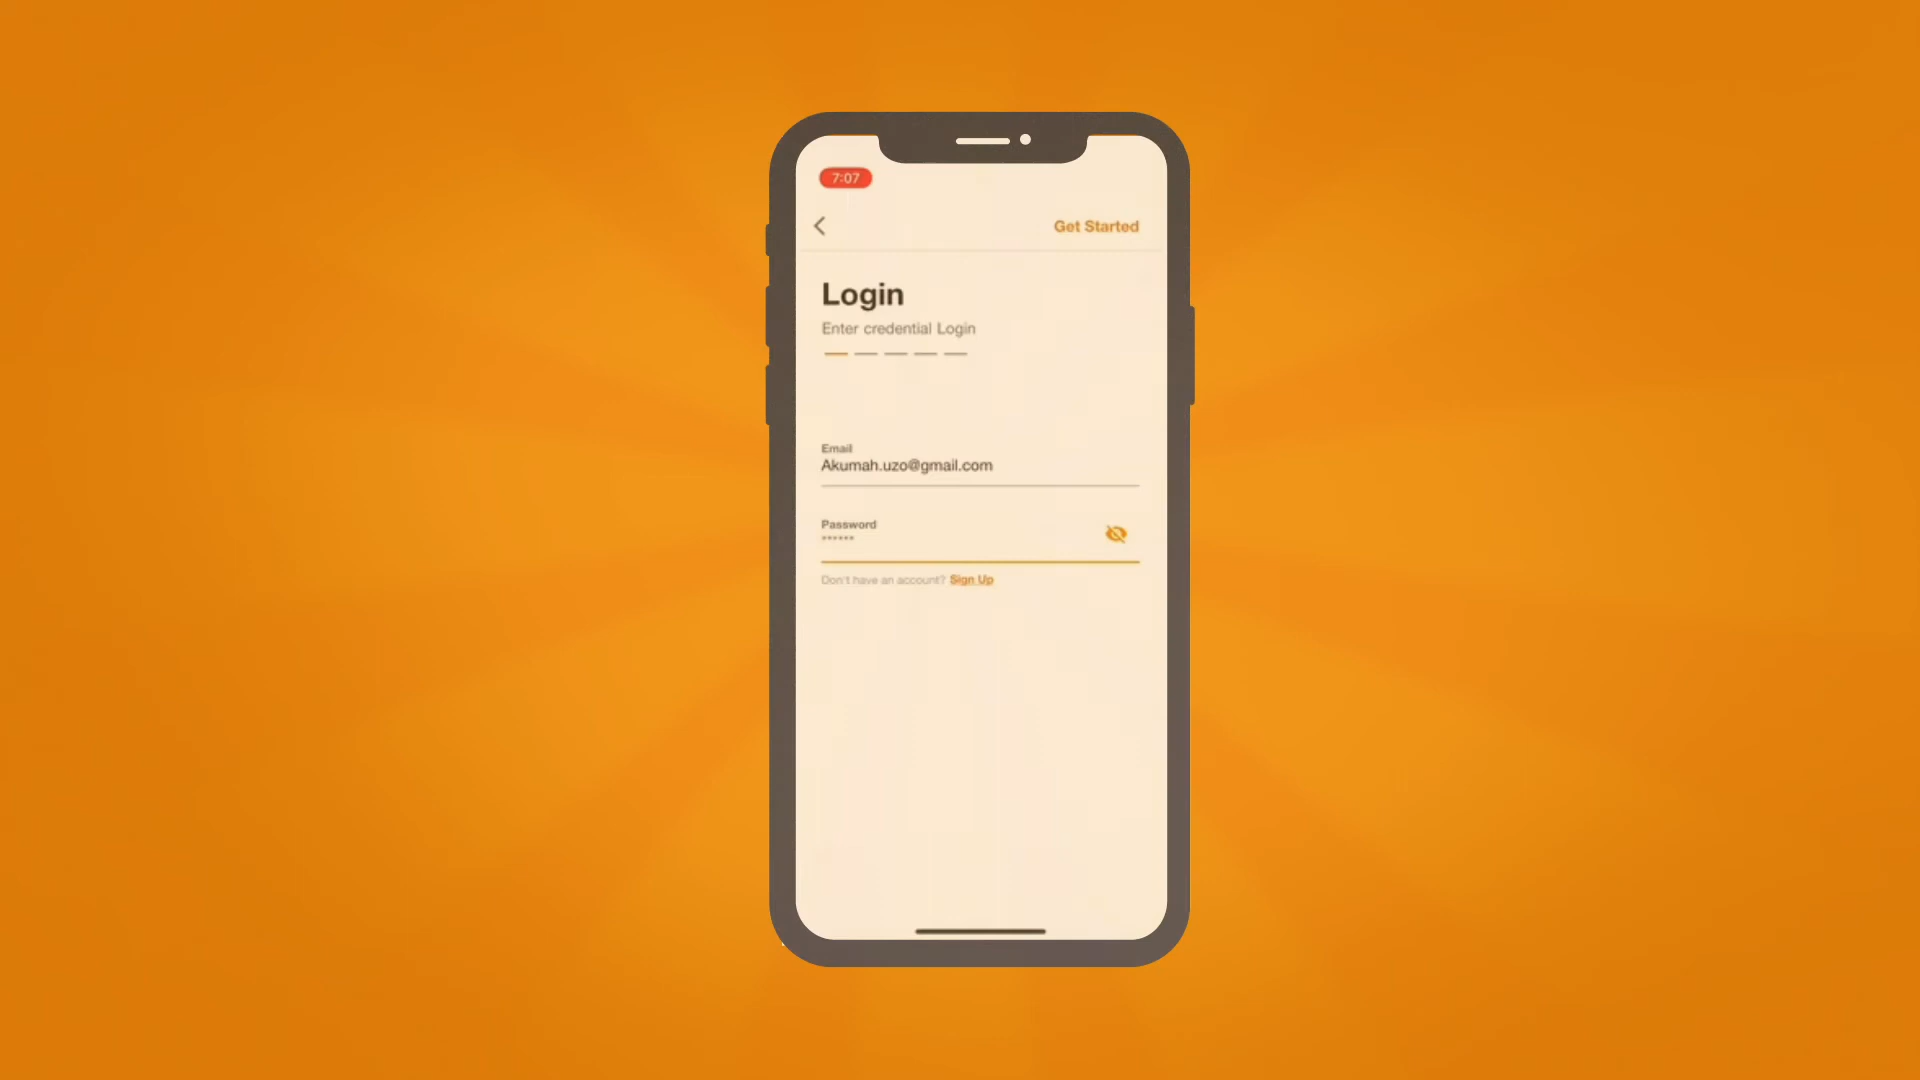 7:07
Get Started
Login
Enter credential Login
Email
Akumah.uzo@gmail.com
Password
••••••
Don't have an account? Sign Up